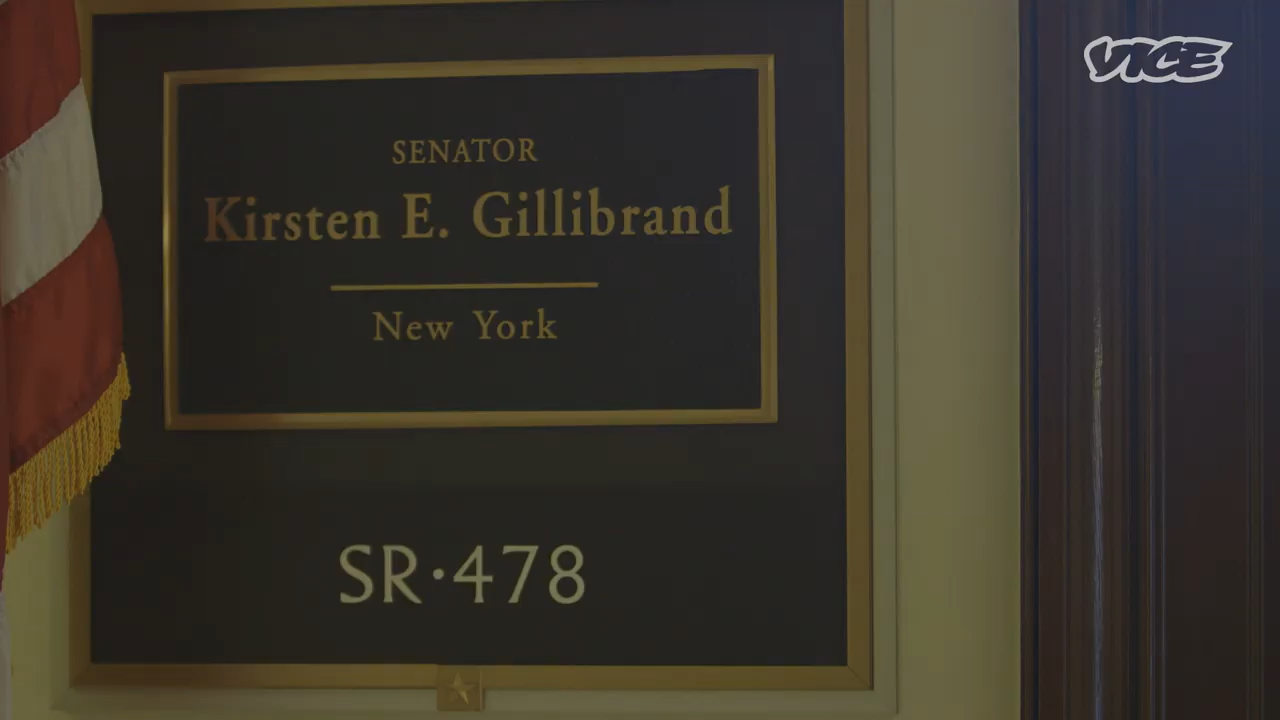 VICE
SENATOR
Kirsten E. Gillibrand
New York
SR·478